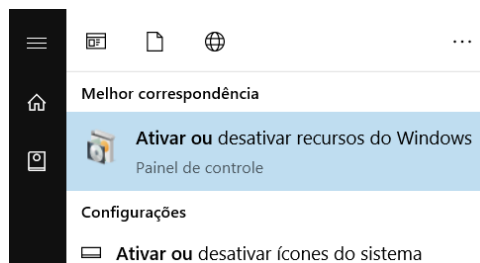 ...
Melhor correspondência
Ativar ou desativar recursos do Windows
Painel de controle
Configurações
Ativar ou desativar ícones do sistema